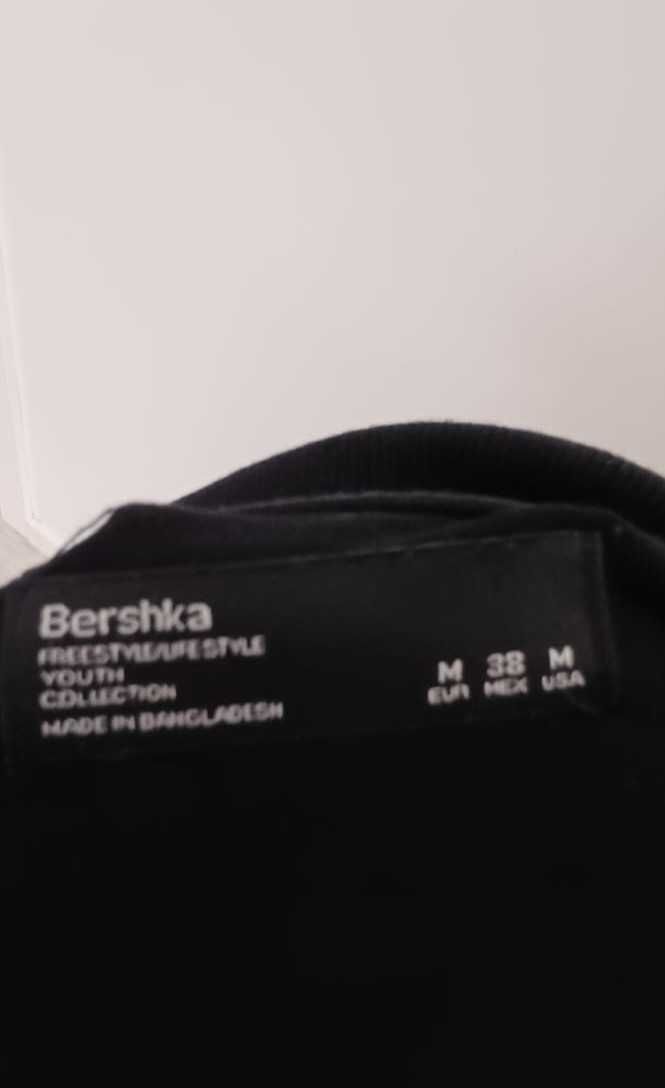 Bershka
FREESTYLE/LIFESTYLE
YOUTH
COLLECTION
MADE IN BANGLADESH
M 38 M
EUR MEX USA